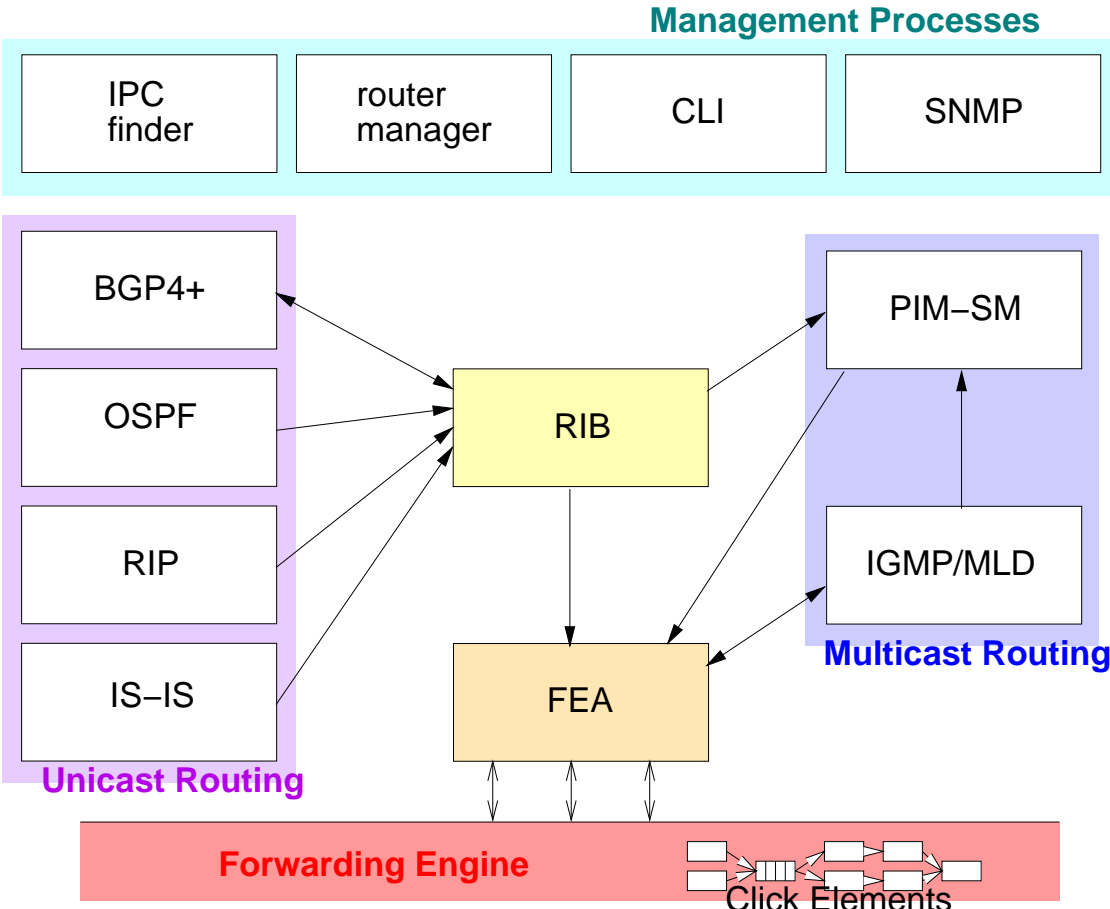 Management Processes
IPC
finder
router
manager
CLI
SNMP
BGP4+
OSPF
RIP
IS−IS
Unicast Routing
RIB
FEA
PIM−SM
IGMP/MLD
Multicast Routing
Forwarding Engine
Click Elements